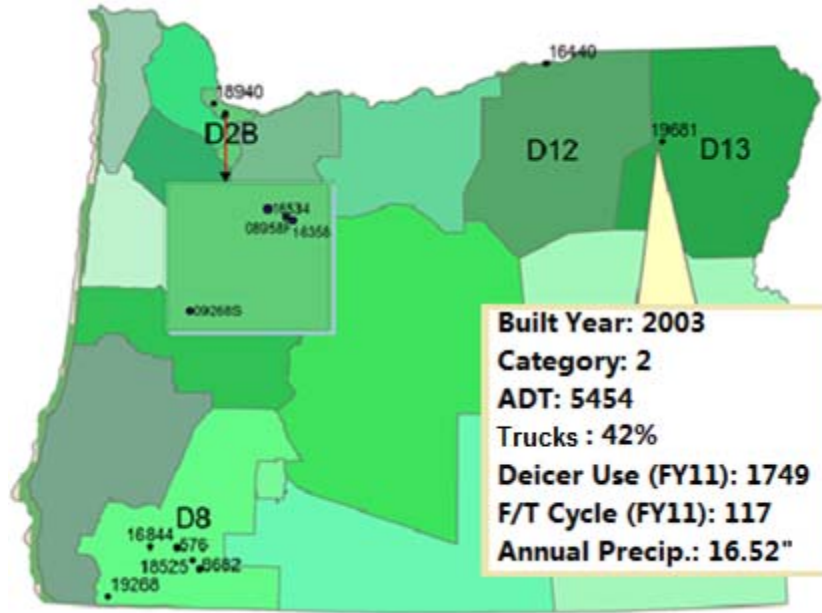 16440
18940
D2B
D12
19681
D13
16534
08958F
16358
09268S
Built Year: 2003
Category: 2
ADT: 5454
Trucks : 42%
Deicer Use (FY11): 1749
F/T Cycle (FY11): 117
Annual Precip.: 16.52"
D8
16844
576
18525
8682
19268